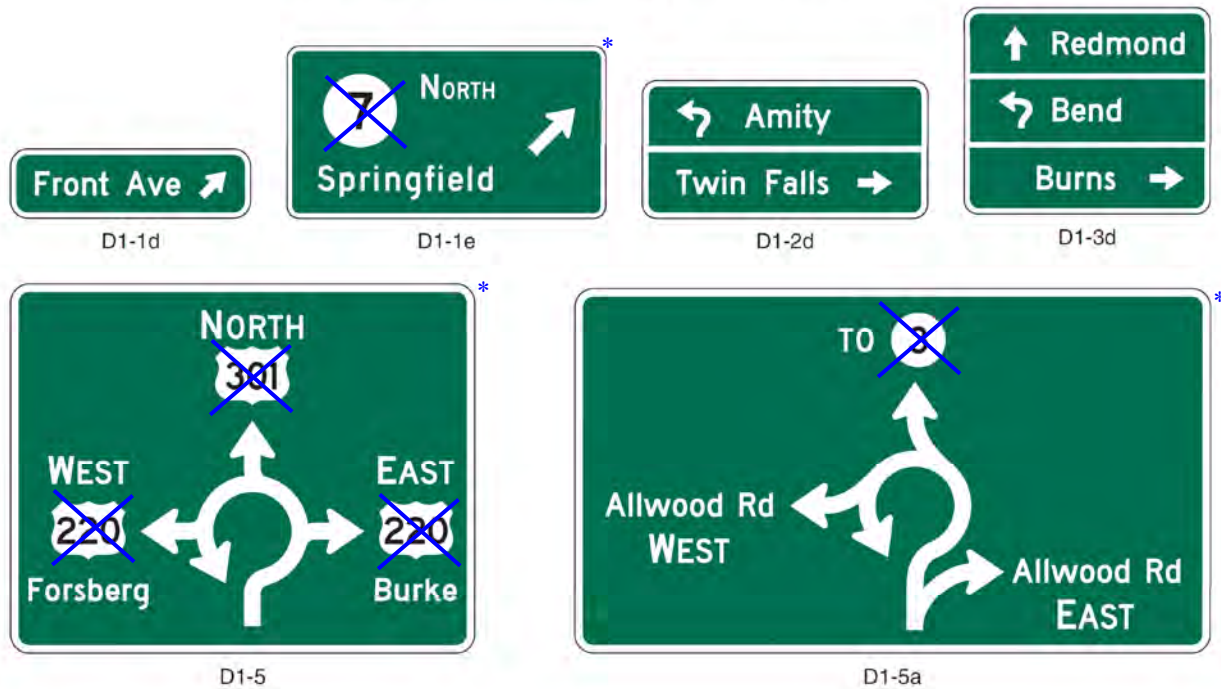 Front Ave
D1-1d
*
7 NORTH
Springfield
D1-1e
Amity
Twin Falls
D1-2d
Redmond
Bend
Burns
D1-3d
*
NORTH
301
WEST EAST
220 220
Forsberg Burke
D1-5
*
TO 3
Allwood Rd
WEST
Allwood Rd
EAST
D1-5a